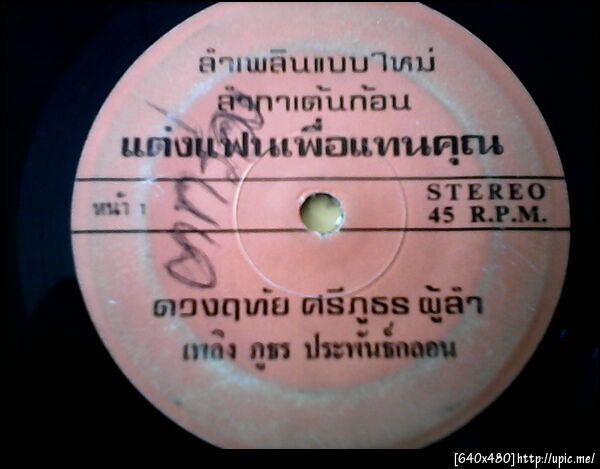 ลำเพลินแบบใหม่
ลำกาเต้นก้อน
แต่งแฟนเพื่อแทนคุณ
หน้า 1
STEREO
45 R.P.M.
ดวงฤทัย ศรีภูธร ผู้ลำ
เพลิง ภูธร ประพันธ์กลอน
[640x480]http://upic.me/